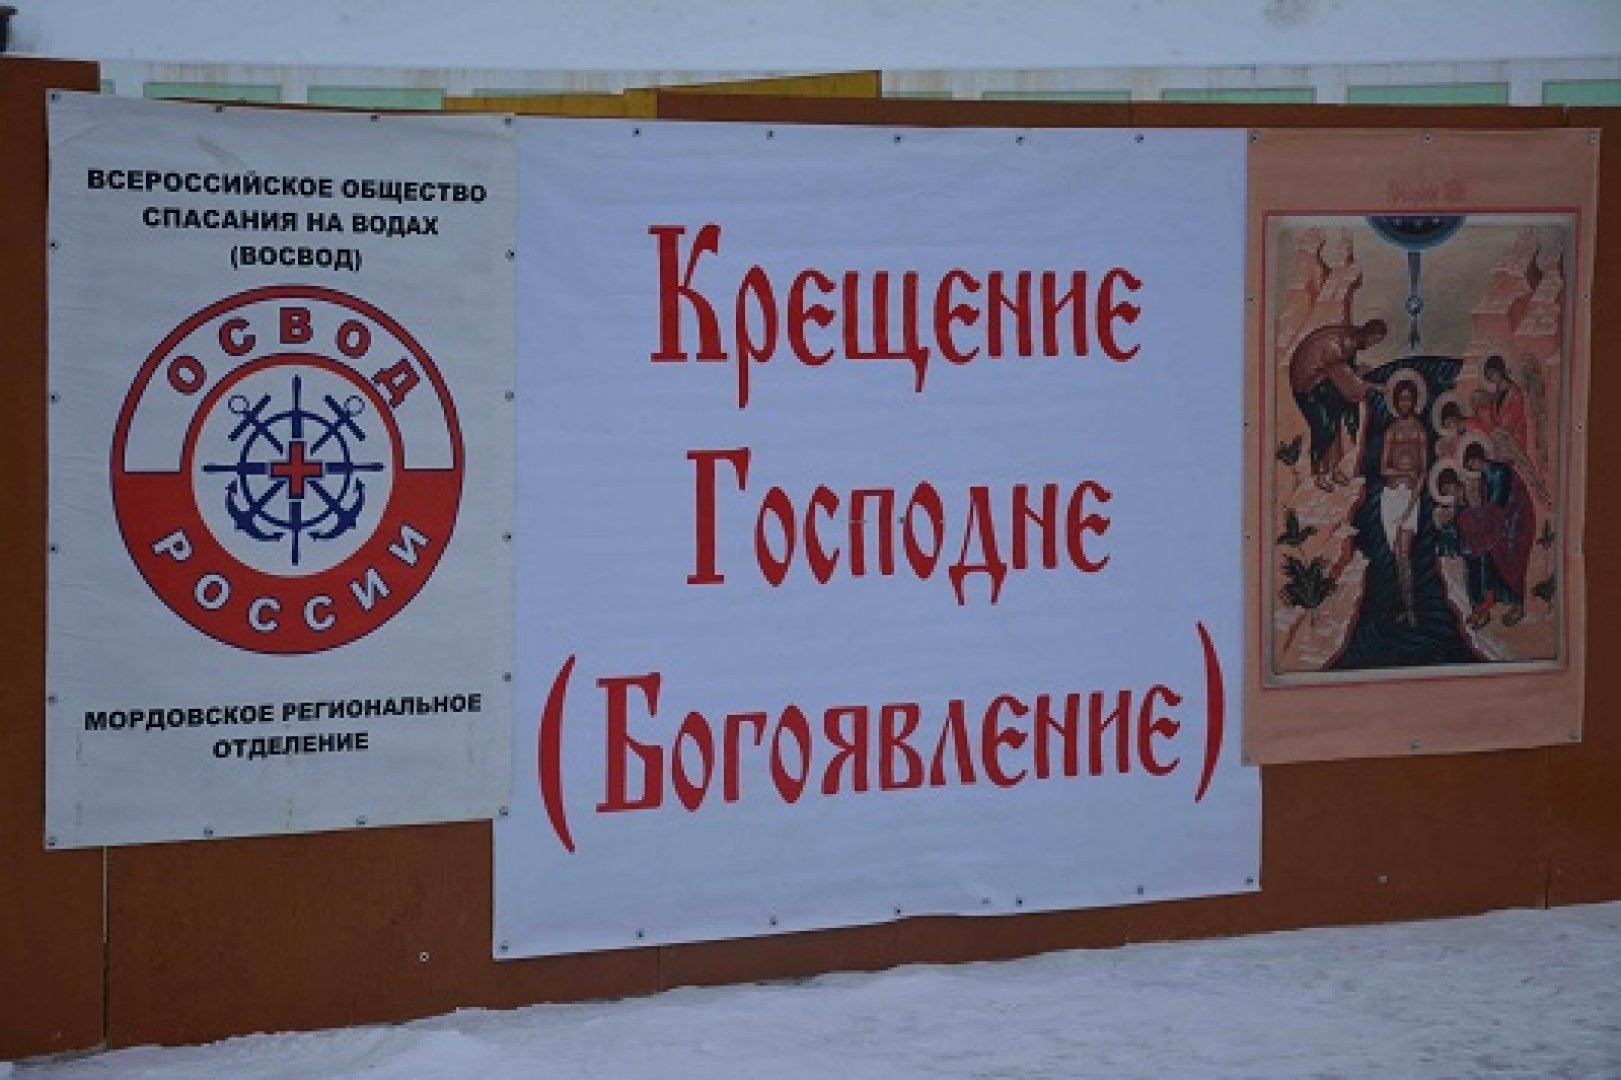 ВСЕРОССИЙСКОЕ ОБЩЕСТВО
СПАСАНИЯ НА ВОДАХ
(ВОСВОД)
ОСВОД
РОССИИ
МОРДОВСКОЕ РЕГИОНАЛЬНОЕ
ОТДЕЛЕНИЕ
Крещение
Господне
(Богоявление)